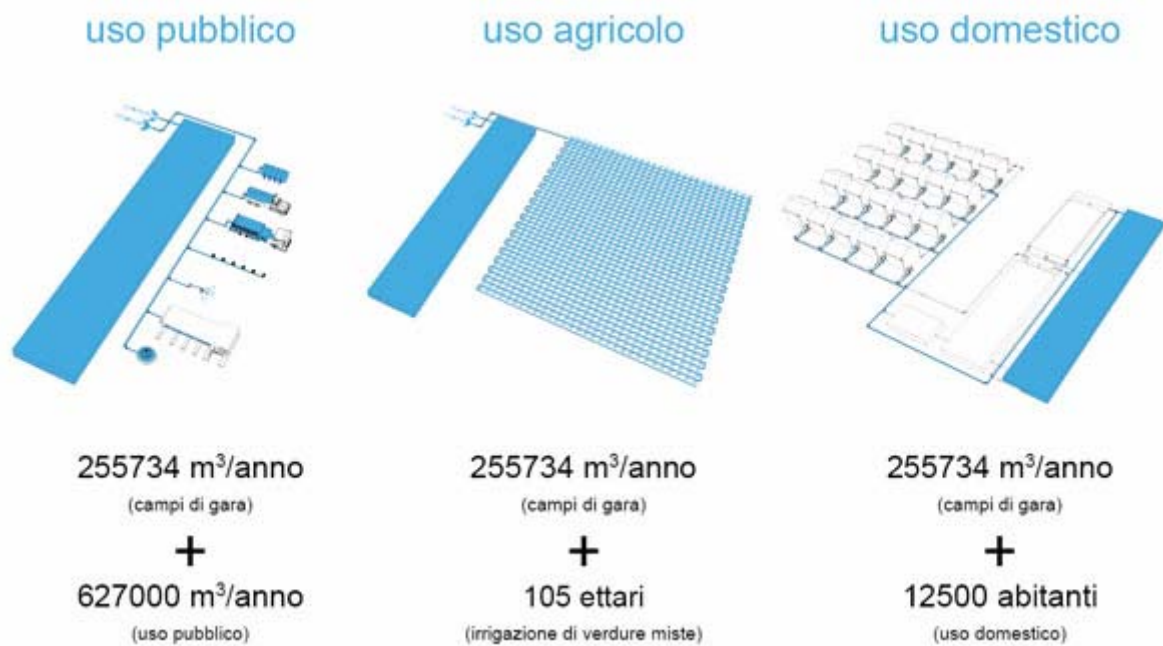 uso pubblico
255734 m³/anno
(campi di gara)
+
627000 m³/anno
(uso pubblico)
uso agricolo
255734 m³/anno
(campi di gara)
+
105 ettari
(irrigazione di verdure miste)
uso domestico
255734 m³/anno
(campi di gara)
+
12500 abitanti
(uso domestico)